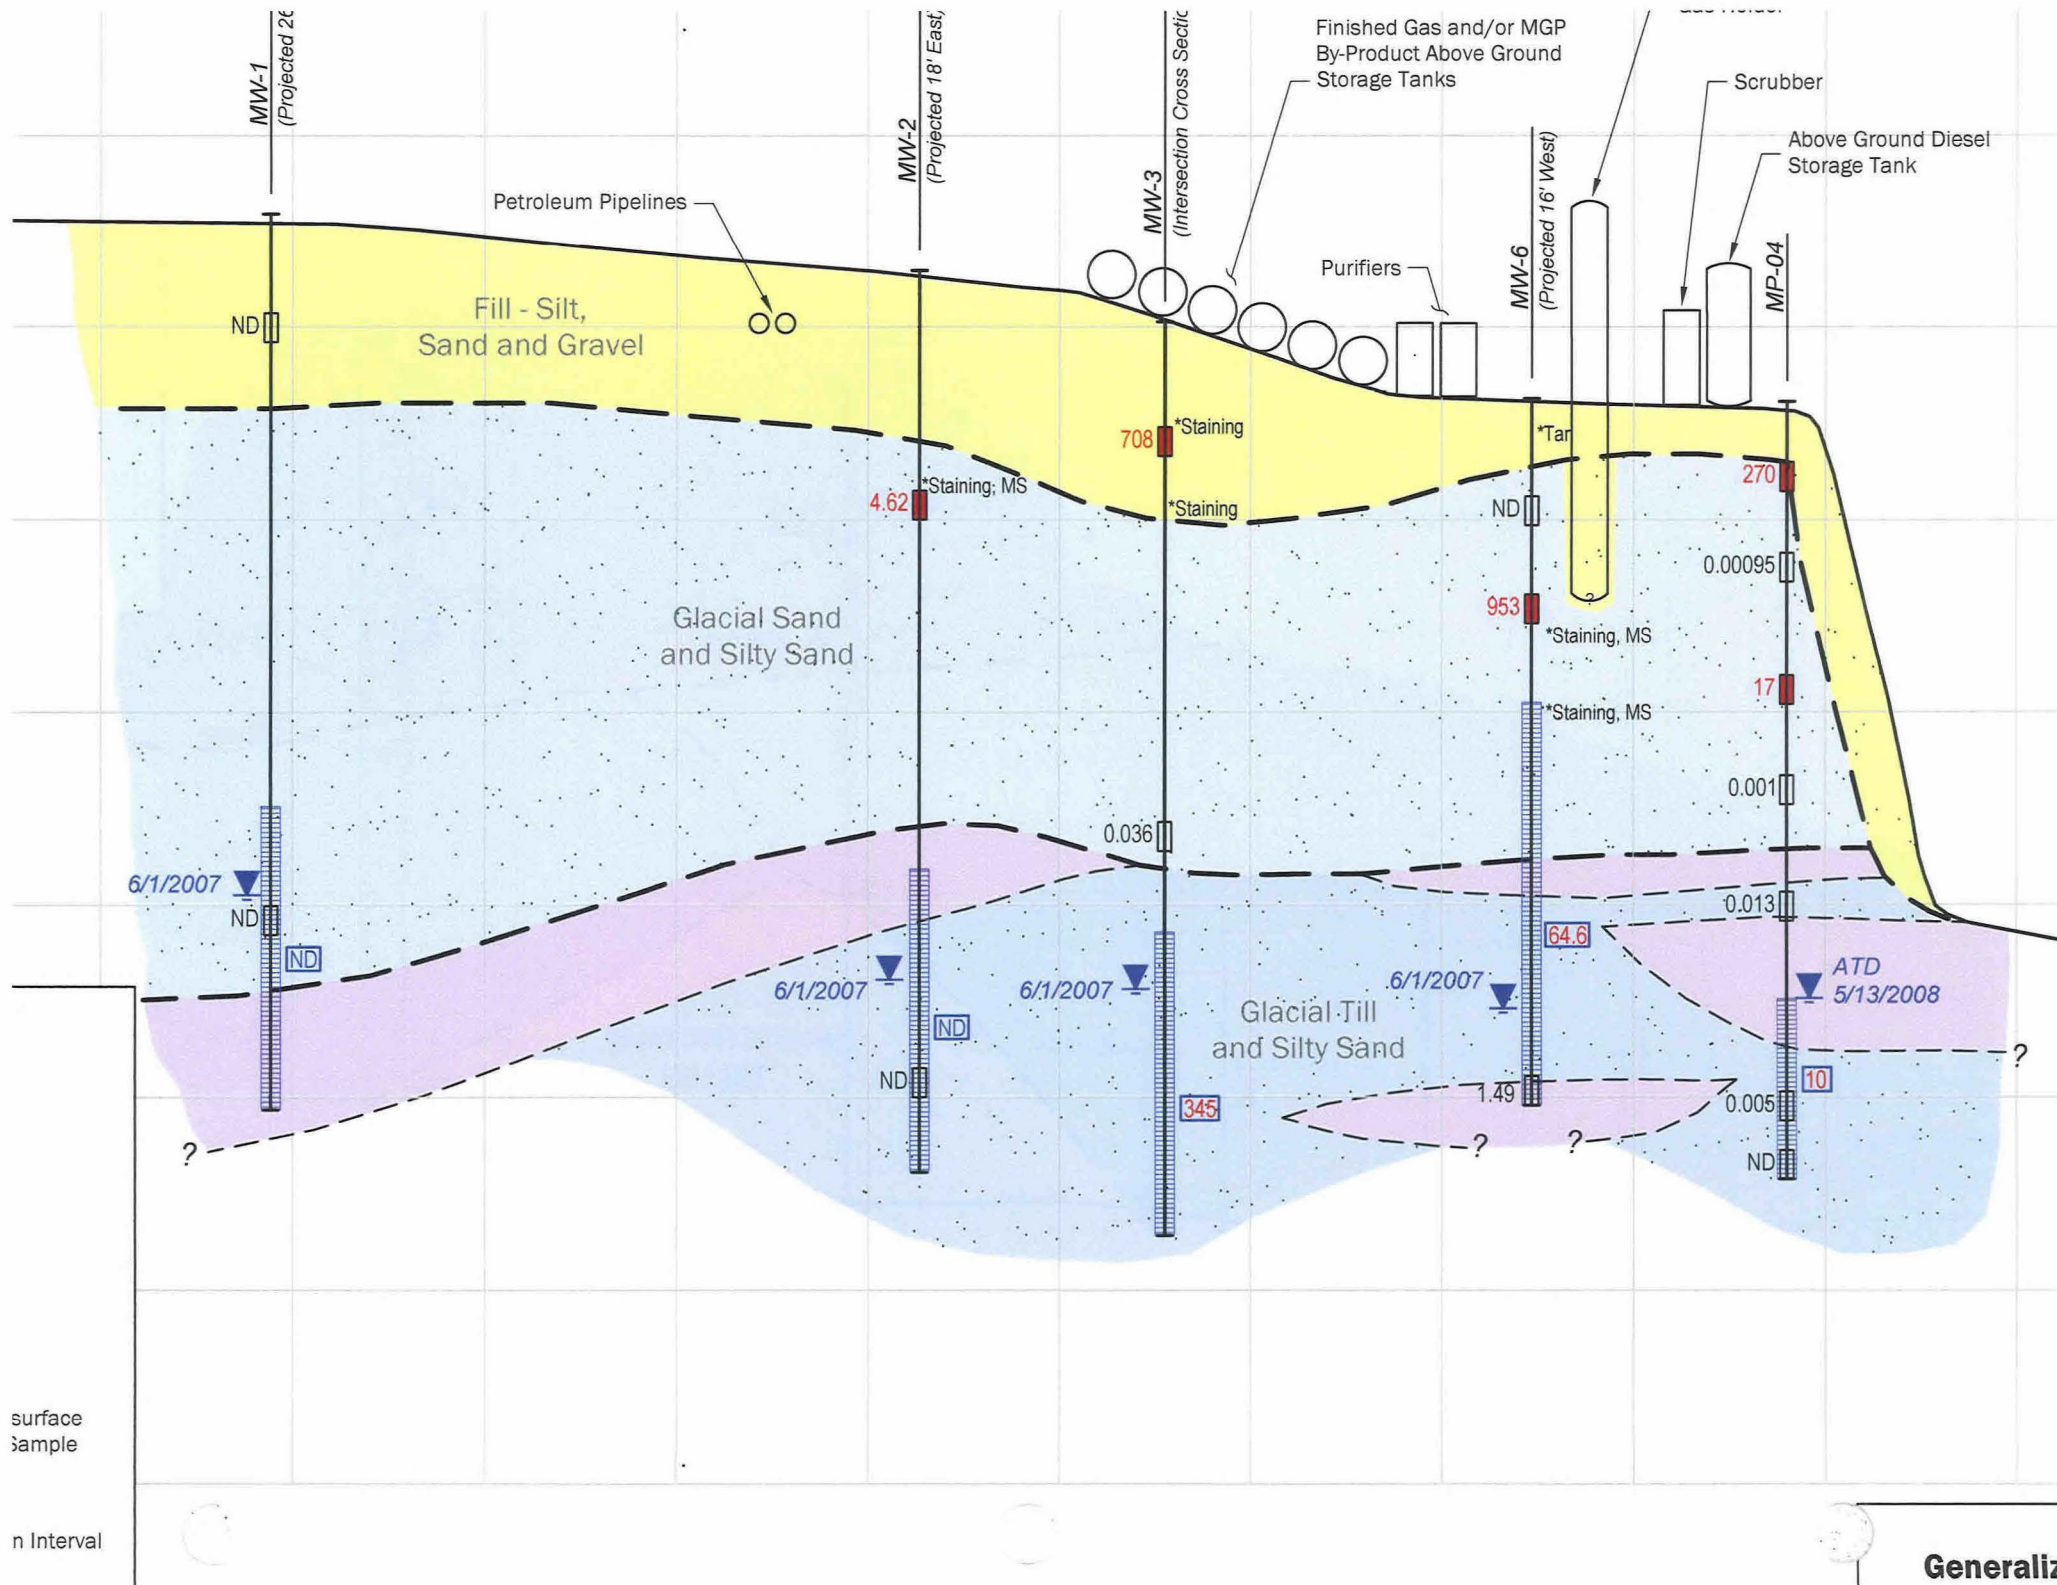 MW-1
(Projected
MW-2
(Projected 18' East)
MW-3
(Intersection Cross
Finished Gas and/or MGP
By-Product Above Ground
Storage Tanks
Scrubber
Above Ground Diesel
Storage Tank
MW-6
(Projected 16' West)
MP-04
Petroleum Pipelines
Purifiers
Fill - Silt,
Sand and Gravel
ND
708
*Staining
*Staining
*Tar
4.62
*Staining, MS
ND
270
0.00095
?
953
*Staining, MS
Glacial Sand
and Silty Sand
17
*Staining, MS
0.001
0.036
6/1/2007
ND
ND
0.013
64.6
6/1/2007
6/1/2007
6/1/2007
ATD
5/13/2008
ND
Glacial Till
and Silty Sand
?
ND
345
1.49
10
0.005
?
?
?
ND
surface
Sample
n Interval